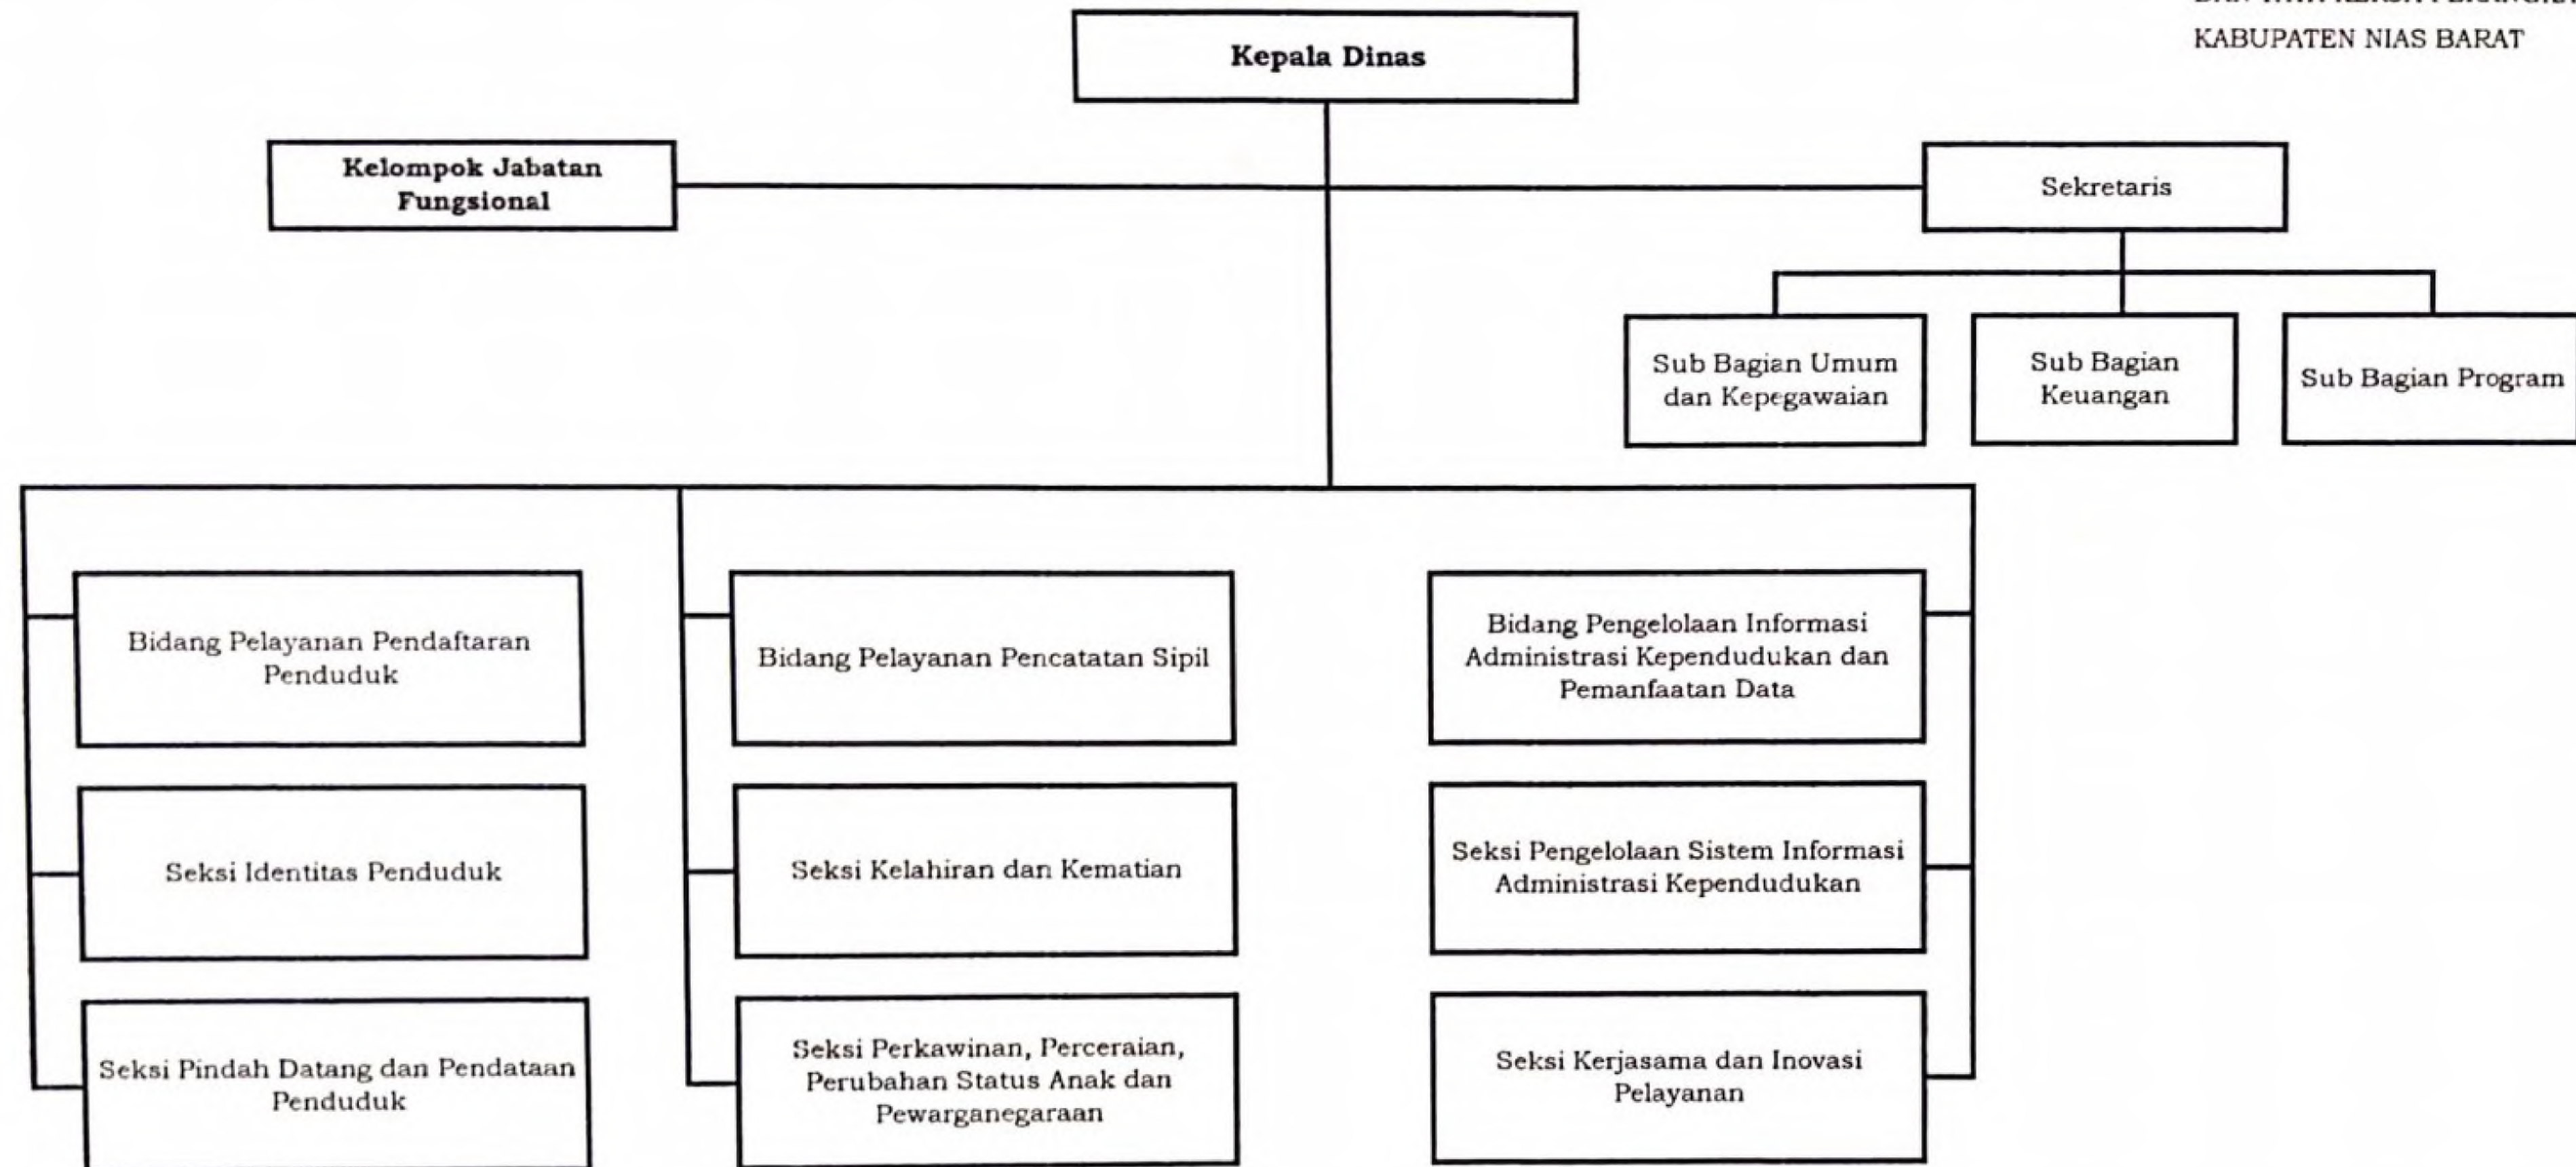 KABUPATEN NIAS BARAT
Kepala Dinas
Kelompok Jabatan
Fungsional
Sekretaris
Sub Bagian Umum
dan Kepegawaian
Sub Bagian
Keuangan
Sub Bagian Program
Bidang Pelayanan Pendaftaran
Penduduk
Bidang Pelayanan Pencatatan Sipil
Bidang Pengelolaan Informasi
Administrasi Kependudukan dan
Pemanfaatan Data
Seksi Identitas Penduduk
Seksi Kelahiran dan Kematian
Seksi Pengelolaan Sistem Informasi
Administrasi Kependudukan
Seksi Pindah Datang dan Pendataan
Penduduk
Seksi Perkawinan, Perceraian,
Perubahan Status Anak dan
Pewarganegaraan
Seksi Kerjasama dan Inovasi
Pelayanan